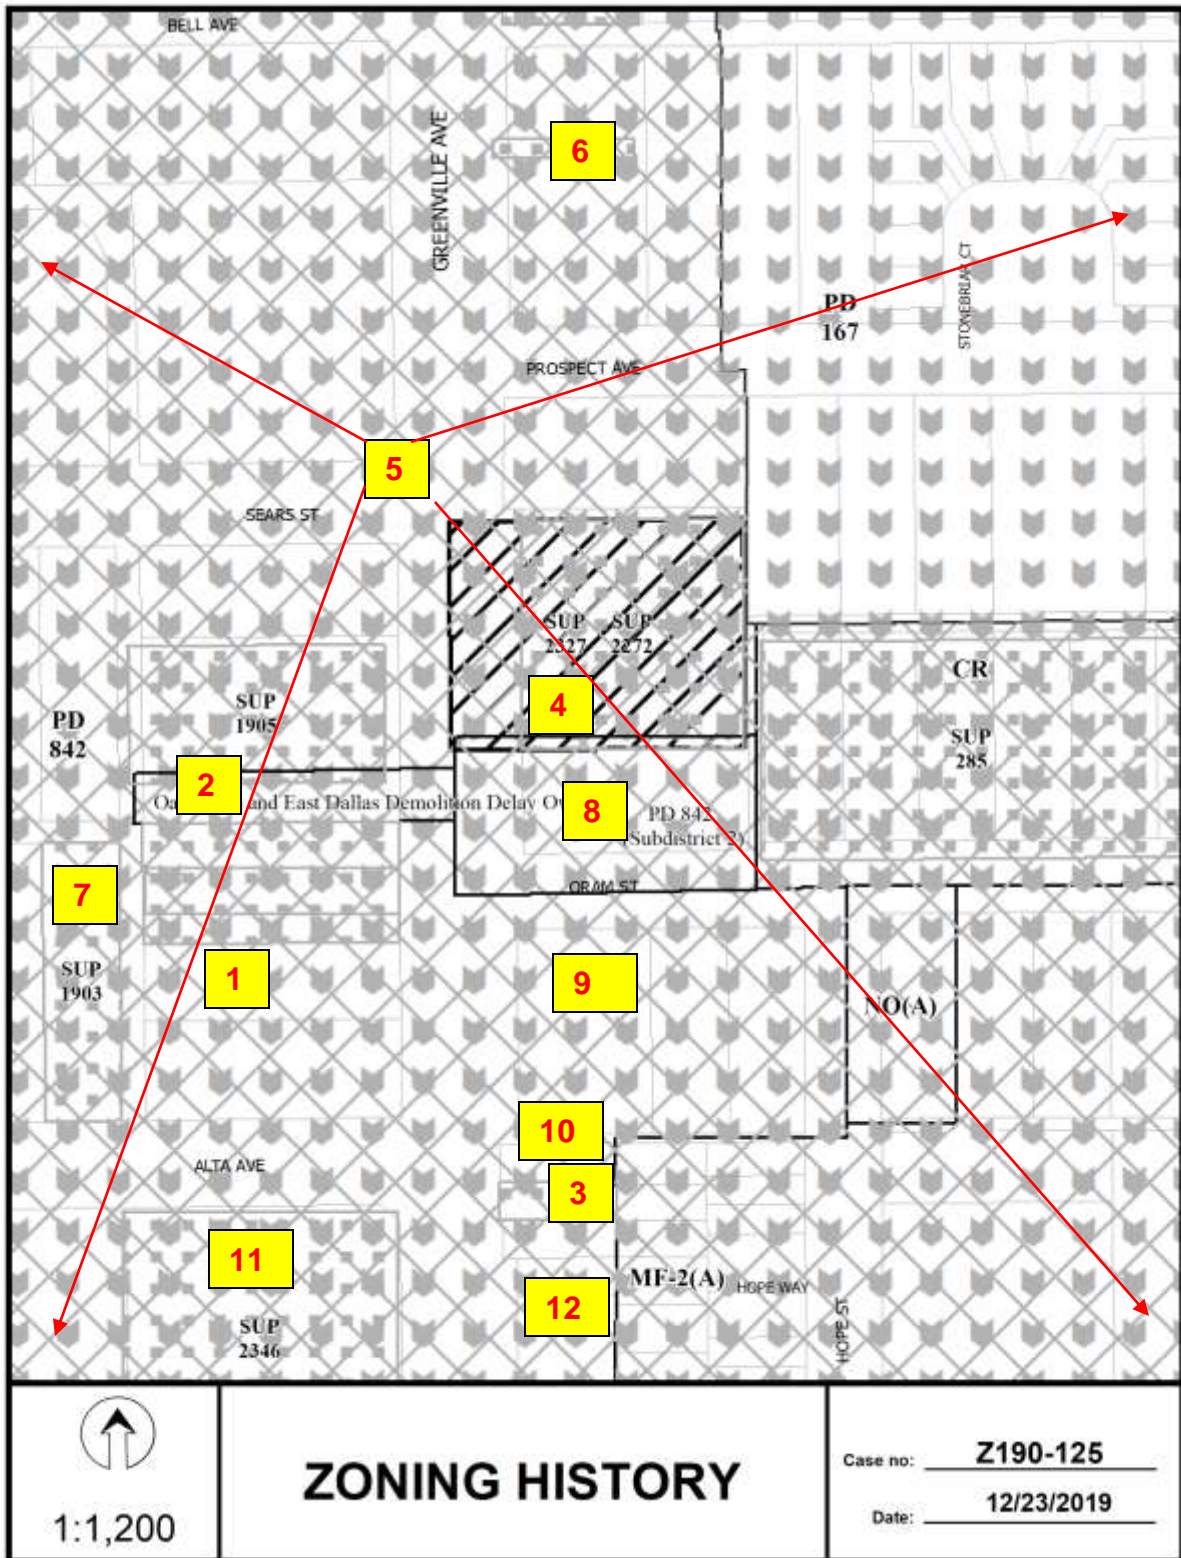 BELL AVE
GREENVILLE AVE
6
PD
167
STONEBRIAR CT
PROSPECT AVE
5
SEARS ST
SUP
2327
SUP
2272
4
CR
SUP
285
PD
842
SUP
1905
2
and East Dallas Demolition Delay
8
PD 842
(Subdistrict 2)
ORAM ST
7
SUP
1903
1
9
NO(A)
10
3
ALTA AVE
11
SUP
2346
12
MF-2(A)
HOPE WAY
HOPE ST
1:1,200
ZONING HISTORY
Case no: Z190-125
Date: 12/23/2019